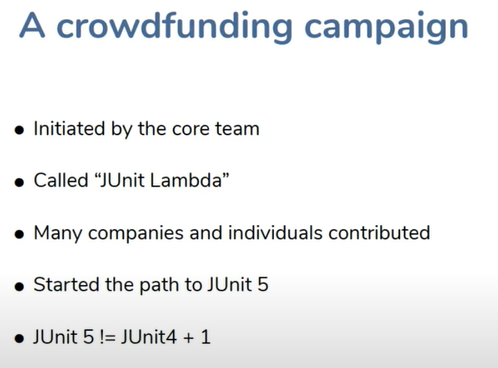 A crowdfunding campaign
● Initiated by the core team
● Called “JUnit Lambda”
● Many companies and individuals contributed
● Started the path to JUnit 5
● JUnit 5 != JUnit4 + 1